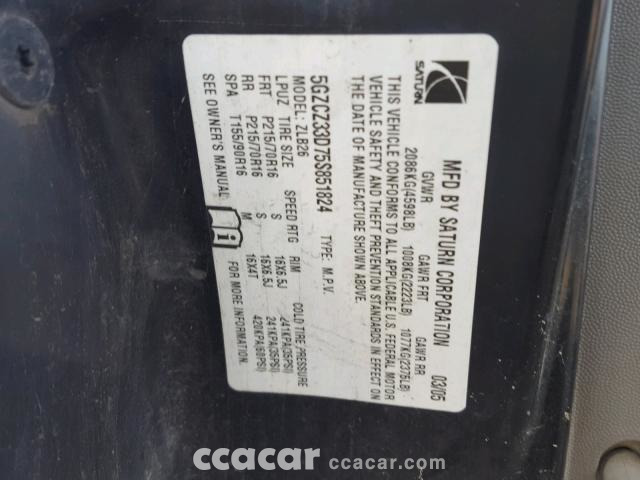 SATURN
MFD BY SATURN CORPORATION 03/05
GVWR GAWR FRT GAWR RR
2086KG(4598LB) 1008KG(2223LB) 1077KG(2375LB)
THIS VEHICLE CONFORMS TO ALL APPLICABLE U.S. FEDERAL MOTOR
VEHICLE SAFETY AND THEFT PREVENTION STANDARDS IN EFFECT ON
THE DATE OF MANUFACTURE SHOWN ABOVE.
5GZCZ33D75S851824 TYPE: M.P.V.
MODEL: ZLB26
LPUZ TIRE SIZE SPEED RTG RIM COLD TIRE PRESSURE
FRT P215/70R16 S 16X6.5J 241KPA(35PSI)
RR P215/70R16 S 16X6.5J 241KPA(35PSI)
SPA T155/90R16 M 16X4T 420KPA(60PSI)
SEE OWNER'S MANUAL i FOR MORE INFORMATION.
ccacar ccacar.com